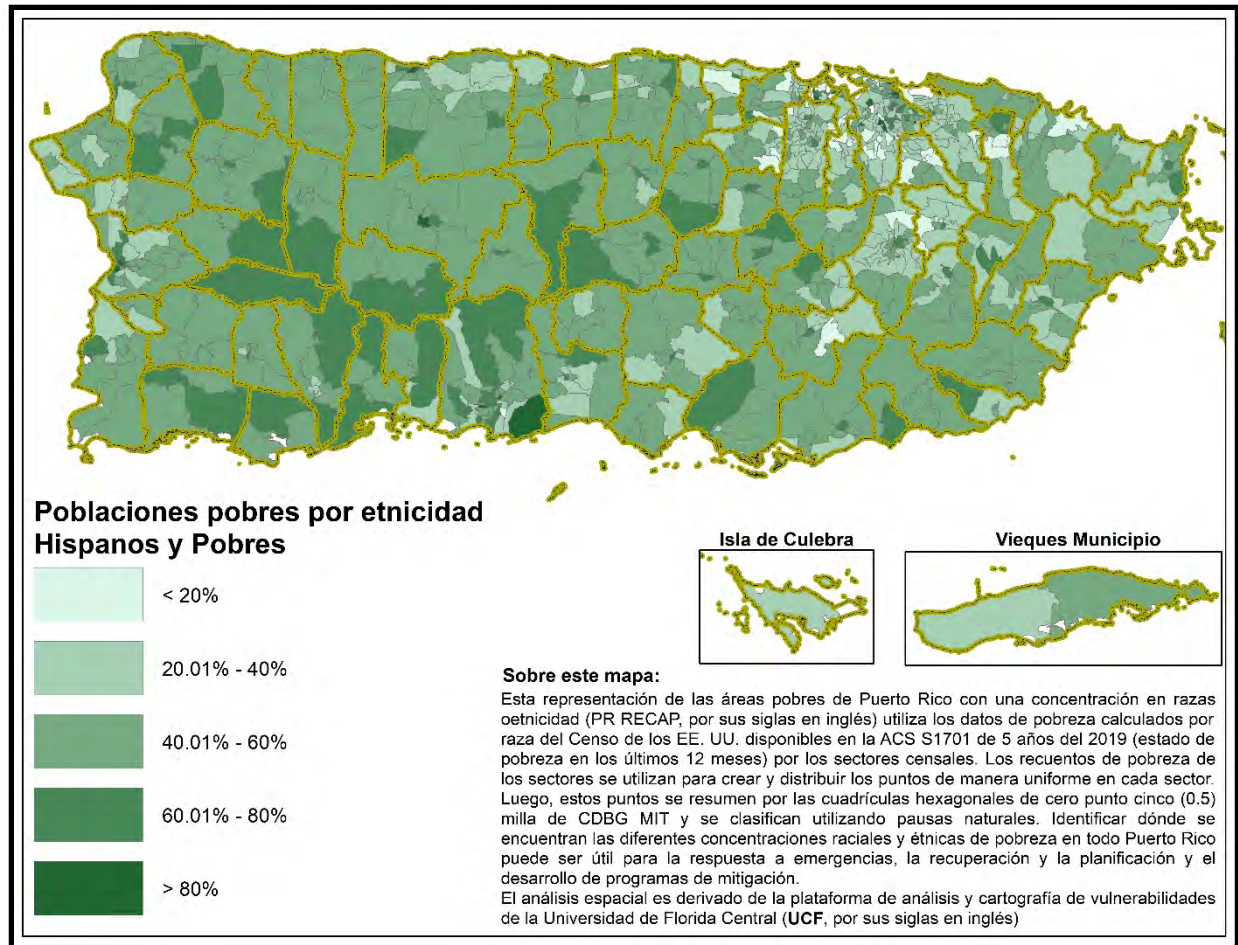 Poblaciones pobres por etnicidad
Hispanos y Pobres
< 20%
20.01% - 40%
40.01% - 60%
60.01% - 80%
> 80%
Isla de Culebra
Vieques Municipio
Sobre este mapa:
Esta representación de las áreas pobres de Puerto Rico con una concentración en razas
oetnicidad (PR RECAP, por sus siglas en inglés) utiliza los datos de pobreza calculados por
raza del Censo de los EE. UU. disponibles en la ACS S1701 de 5 años del 2019 (estado de
pobreza en los últimos 12 meses) por los sectores censales. Los recuentos de pobreza de
los sectores se utilizan para crear y distribuir los puntos de manera uniforme en cada sector.
Luego, estos puntos se resumen por las cuadrículas hexagonales de cero punto cinco (0.5)
milla de CDBG MIT y se clasifican utilizando pausas naturales. Identificar dónde se
encuentran las diferentes concentraciones raciales y étnicas de pobreza en todo Puerto Rico
puede ser útil para la respuesta a emergencias, la recuperación y la planificación y el
desarrollo de programas de mitigación.
El análisis espacial es derivado de la plataforma de análisis y cartografía de vulnerabilidades
de la Universidad de Florida Central (UCF, por sus siglas en inglés)